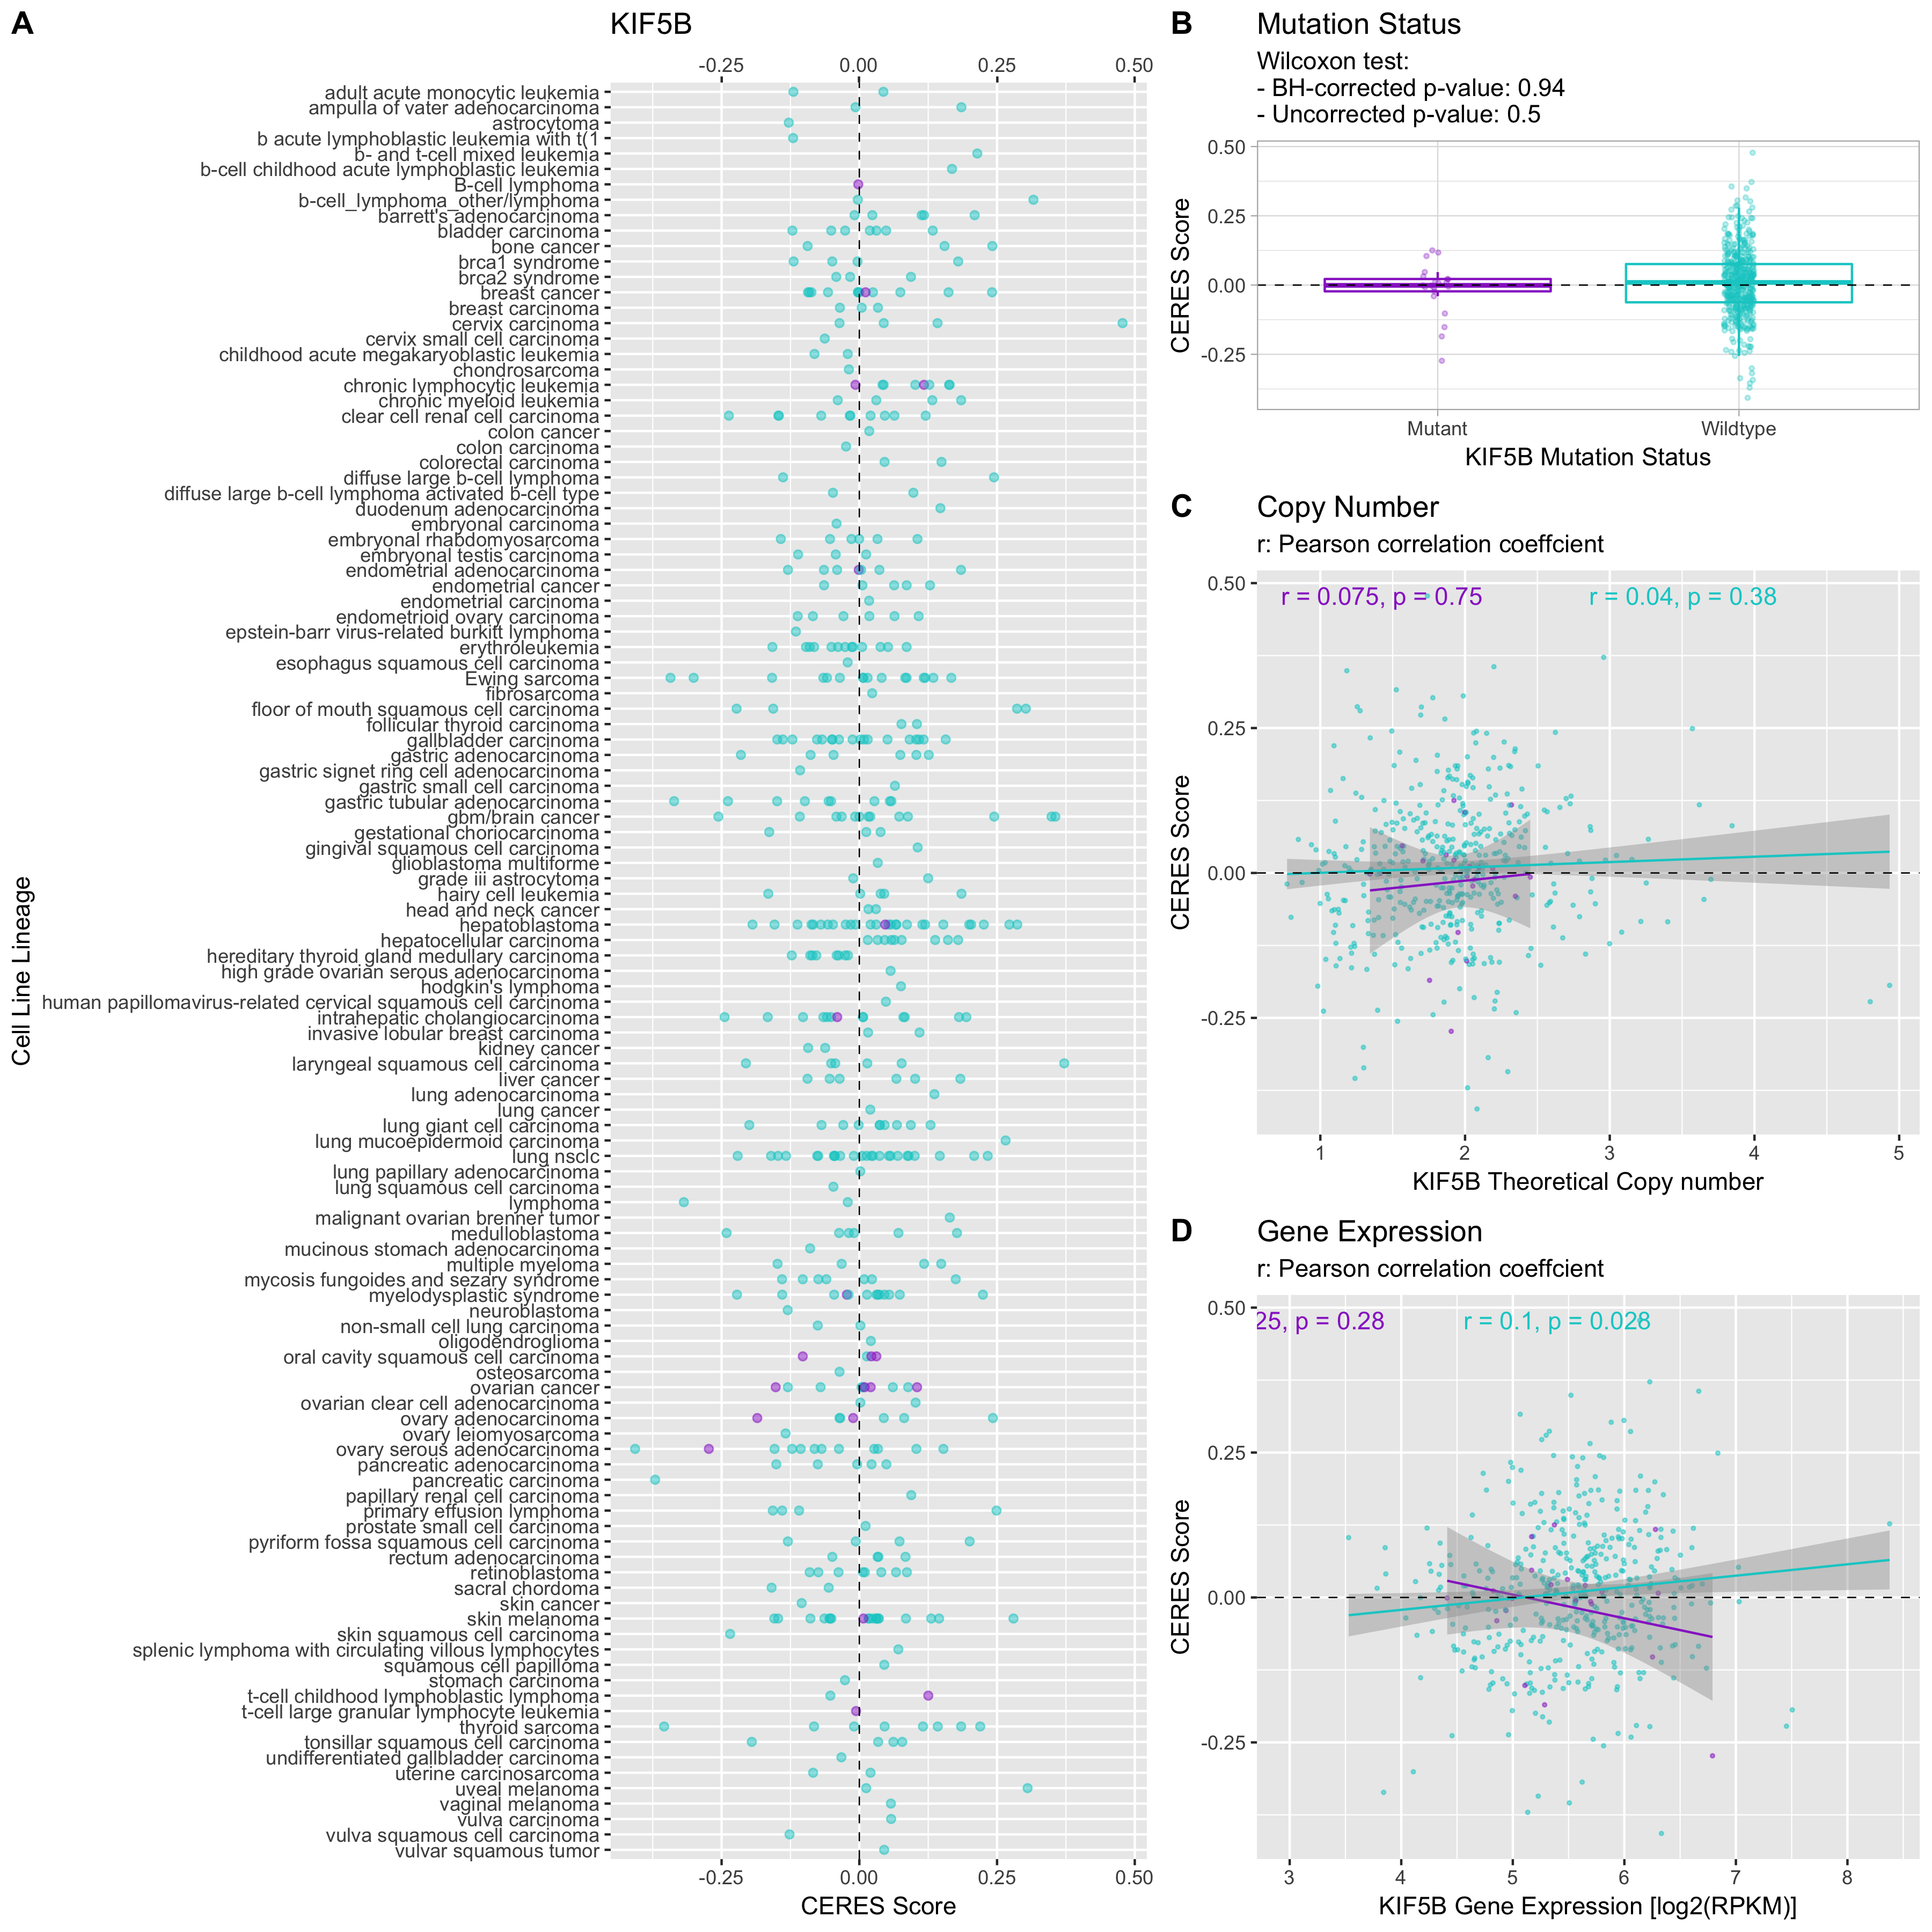 A
KIF5B
-0.25 0.00 0.25 0.50
adult acute monocytic leukemia
ampulla of vater adenocarcinoma
astrocytoma
b acute lymphoblastic leukemia with t(1
b- and t-cell mixed leukemia
b-cell childhood acute lymphoblastic leukemia
B-cell lymphoma
b-cell_lymphoma_other/lymphoma
barrett's adenocarcinoma
bladder carcinoma
bone cancer
brca1 syndrome
brca2 syndrome
breast cancer
breast carcinoma
cervix carcinoma
cervix small cell carcinoma
childhood acute megakaryoblastic leukemia
chondrosarcoma
chronic lymphocytic leukemia
chronic myeloid leukemia
clear cell renal cell carcinoma
colon cancer
colon carcinoma
colorectal carcinoma
diffuse large b-cell lymphoma
diffuse large b-cell lymphoma activated b-cell type
duodenum adenocarcinoma
embryonal carcinoma
embryonal rhabdomyosarcoma
embryonal testis carcinoma
endometrial adenocarcinoma
endometrial cancer
endometrial carcinoma
endometrioid ovary carcinoma
epstein-barr virus-related burkitt lymphoma
erythroleukemia
esophagus squamous cell carcinoma
Ewing sarcoma
fibrosarcoma
floor of mouth squamous cell carcinoma
follicular thyroid carcinoma
gallbladder carcinoma
gastric adenocarcinoma
gastric signet ring cell adenocarcinoma
gastric small cell carcinoma
gastric tubular adenocarcinoma
gbm/brain cancer
gestational choriocarcinoma
gingival squamous cell carcinoma
glioblastoma multiforme
grade iii astrocytoma
hairy cell leukemia
head and neck cancer
hepatoblastoma
hepatocellular carcinoma
hereditary thyroid gland medullary carcinoma
high grade ovarian serous adenocarcinoma
hodgkin's lymphoma
human papillomavirus-related cervical squamous cell carcinoma
intrahepatic cholangiocarcinoma
invasive lobular breast carcinoma
kidney cancer
laryngeal squamous cell carcinoma
liver cancer
lung adenocarcinoma
lung cancer
lung giant cell carcinoma
lung mucoepidermoid carcinoma
lung nsclc
lung papillary adenocarcinoma
lung squamous cell carcinoma
lymphoma
malignant ovarian brenner tumor
medulloblastoma
mucinous stomach adenocarcinoma
multiple myeloma
mycosis fungoides and sezary syndrome
myelodysplastic syndrome
neuroblastoma
non-small cell lung carcinoma
oligodendroglioma
oral cavity squamous cell carcinoma
osteosarcoma
ovarian cancer
ovarian clear cell adenocarcinoma
ovary adenocarcinoma
ovary leiomyosarcoma
ovary serous adenocarcinoma
pancreatic adenocarcinoma
pancreatic carcinoma
papillary renal cell carcinoma
primary effusion lymphoma
prostate small cell carcinoma
pyriform fossa squamous cell carcinoma
rectum adenocarcinoma
retinoblastoma
sacral chordoma
skin cancer
skin melanoma
skin squamous cell carcinoma
splenic lymphoma with circulating villous lymphocytes
squamous cell papilloma
stomach carcinoma
t-cell childhood lymphoblastic lymphoma
t-cell large granular lymphocyte leukemia
thyroid sarcoma
tonsillar squamous cell carcinoma
undifferentiated gallbladder carcinoma
uterine carcinosarcoma
uveal melanoma
vaginal melanoma
vulva carcinoma
vulva squamous cell carcinoma
vulvar squamous tumor
-0.25 0.00 0.25 0.50
CERES Score
Cell Line Lineage
B
Mutation Status
Wilcoxon test:
- BH-corrected p-value: 0.94
- Uncorrected p-value: 0.5
0.50
0.25
0.00
-0.25
CERES Score
Mutant Wildtype
KIF5B Mutation Status
C
Copy Number
r: Pearson correlation coeffcient
r = 0.075, p = 0.75 r = 0.04, p = 0.38
0.50
0.25
0.00
-0.25
CERES Score
1 2 3 4 5
KIF5B Theoretical Copy number
D
Gene Expression
r: Pearson correlation coeffcient
25, p = 0.28 r = 0.1, p = 0.028
0.50
0.25
0.00
-0.25
CERES Score
3 4 5 6 7 8
KIF5B Gene Expression [log2(RPKM)]